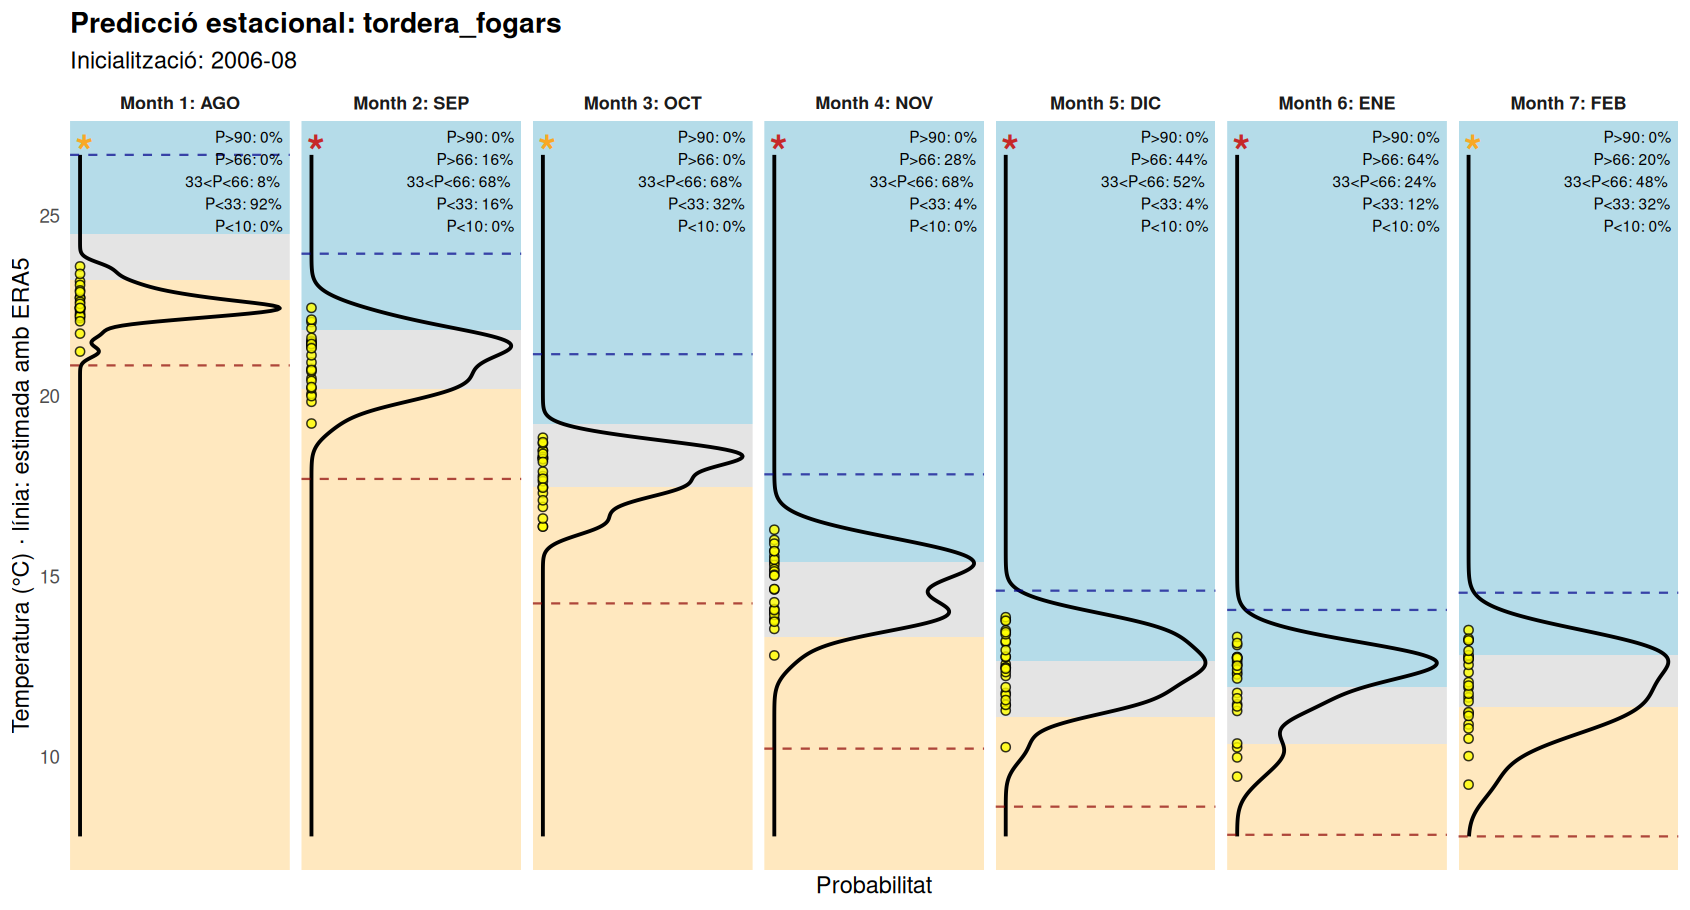 Predicció estacional: tordera_fogars
Inicialització: 2006-08
Month 1: AGO
Month 2: SEP
Month 3: OCT
Month 4: NOV
Month 5: DIC
Month 6: ENE
Month 7: FEB
*
P>90: 0%
P>66: 0%
33<P<66: 8%
P<33: 92%
P<10: 0%
*
P>90: 0%
P>66: 16%
33<P<66: 68%
P<33: 16%
P<10: 0%
*
P>90: 0%
P>66: 0%
33<P<66: 68%
P<33: 32%
P<10: 0%
*
P>90: 0%
P>66: 28%
33<P<66: 68%
P<33: 4%
P<10: 0%
*
P>90: 0%
P>66: 44%
33<P<66: 52%
P<33: 4%
P<10: 0%
*
P>90: 0%
P>66: 64%
33<P<66: 24%
P<33: 12%
P<10: 0%
*
P>90: 0%
P>66: 20%
33<P<66: 48%
P<33: 32%
P<10: 0%
25
20
15
10
Temperatura (°C) · línia: estimada amb ERA5
Probabilitat